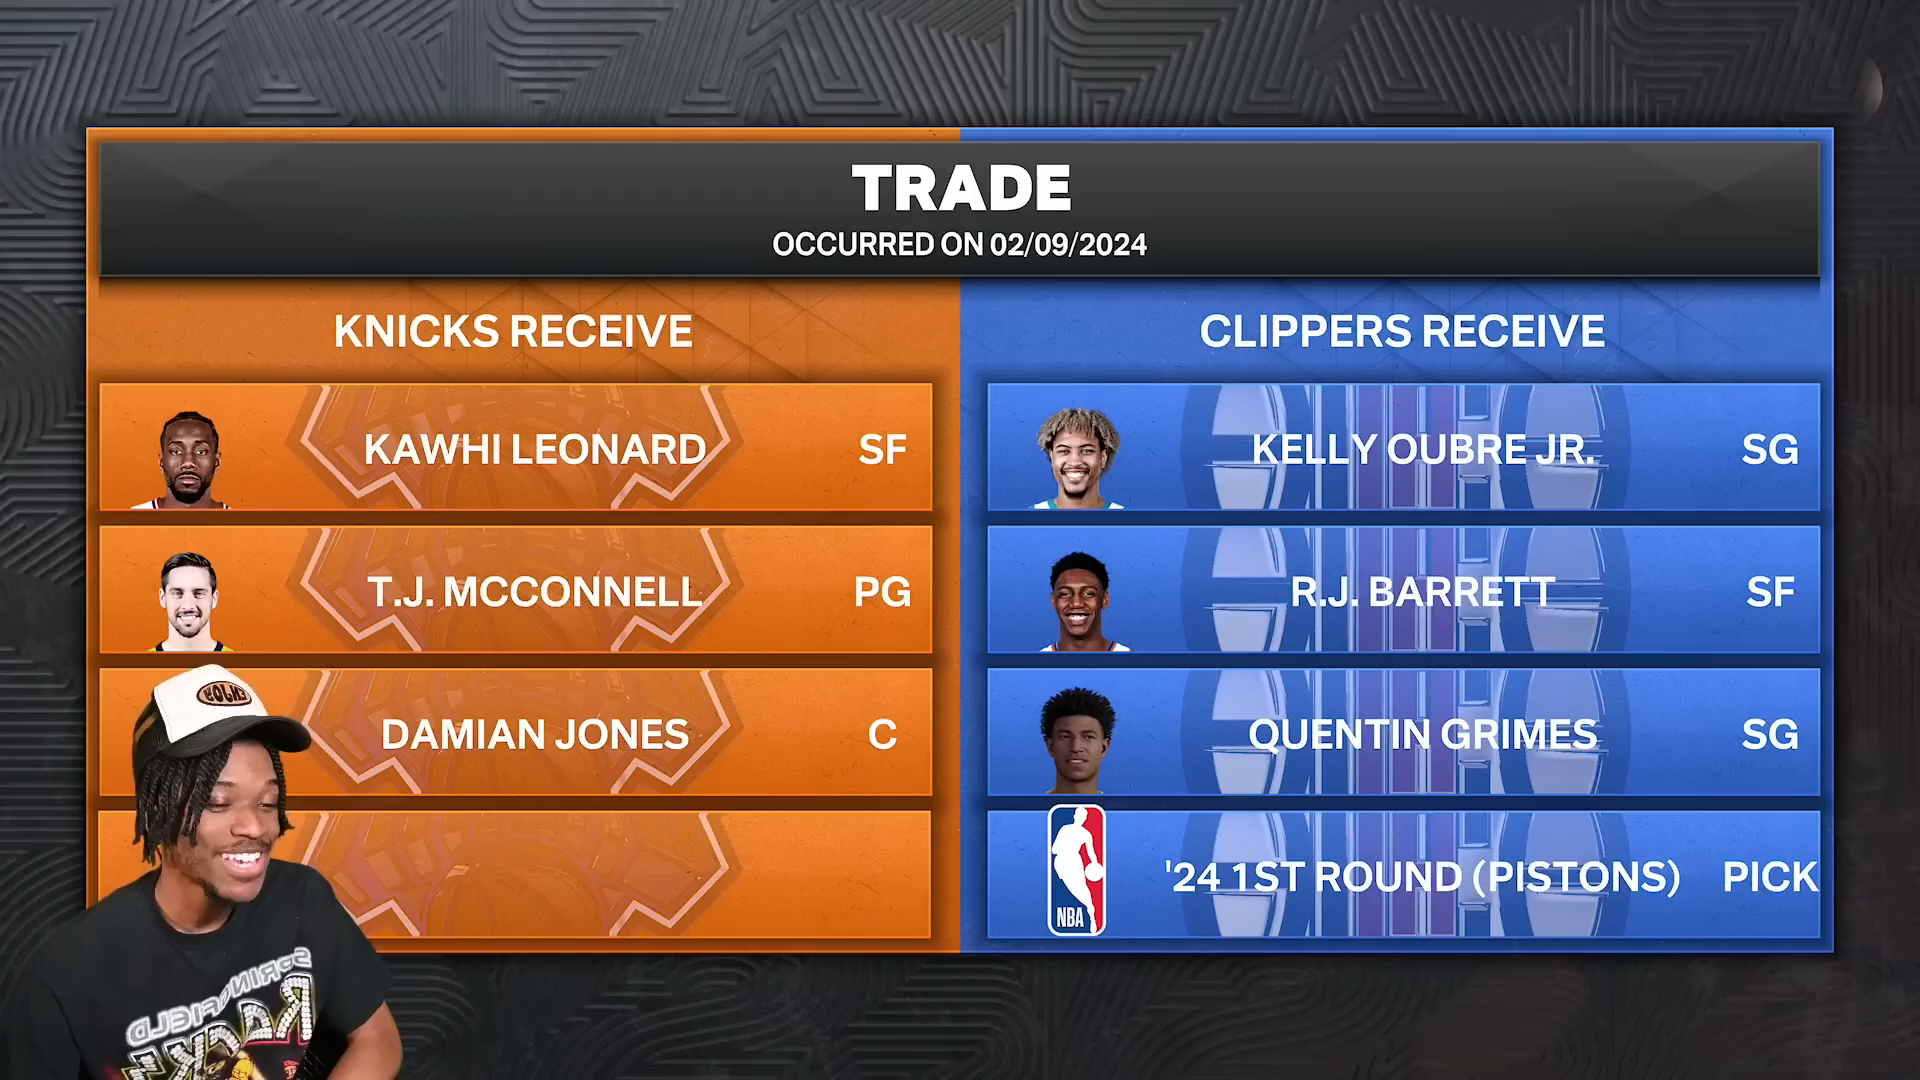 TRADE
OCCURRED ON 02/09/2024
KNICKS RECEIVE
CLIPPERS RECEIVE
KAWHI LEONARD SF
KELLY OUBRE JR. SG
T.J. MCCONNELL PG
R.J. BARRETT SF
DAMIAN JONES C
QUENTIN GRIMES SG
'24 1ST ROUND (PISTONS) PICK
NBA
SPRINGFIELD